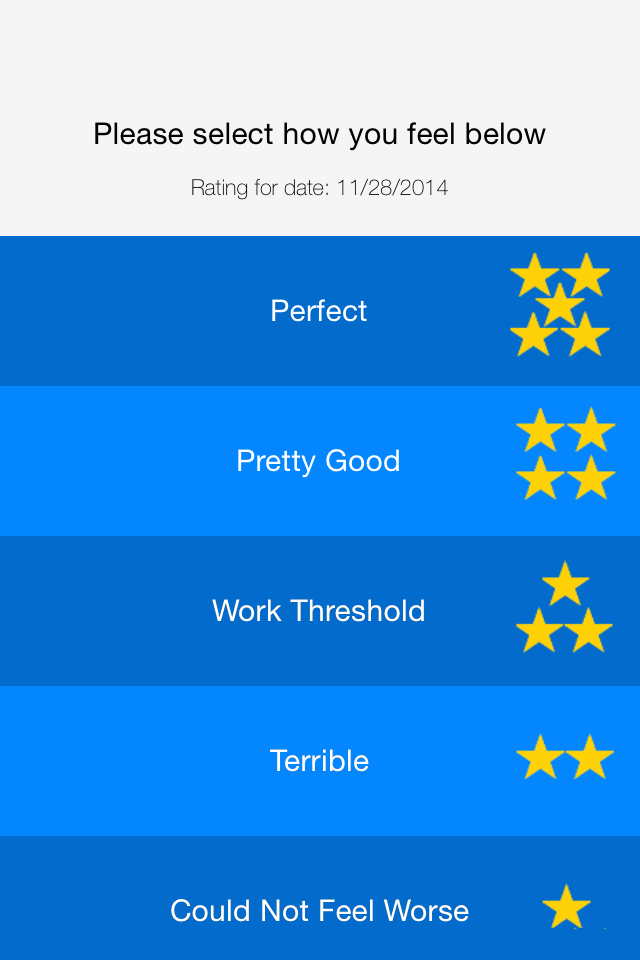 Please select how you feel below
Rating for date: 11/28/2014
Perfect
Pretty Good
Work Threshold
Terrible
Could Not Feel Worse